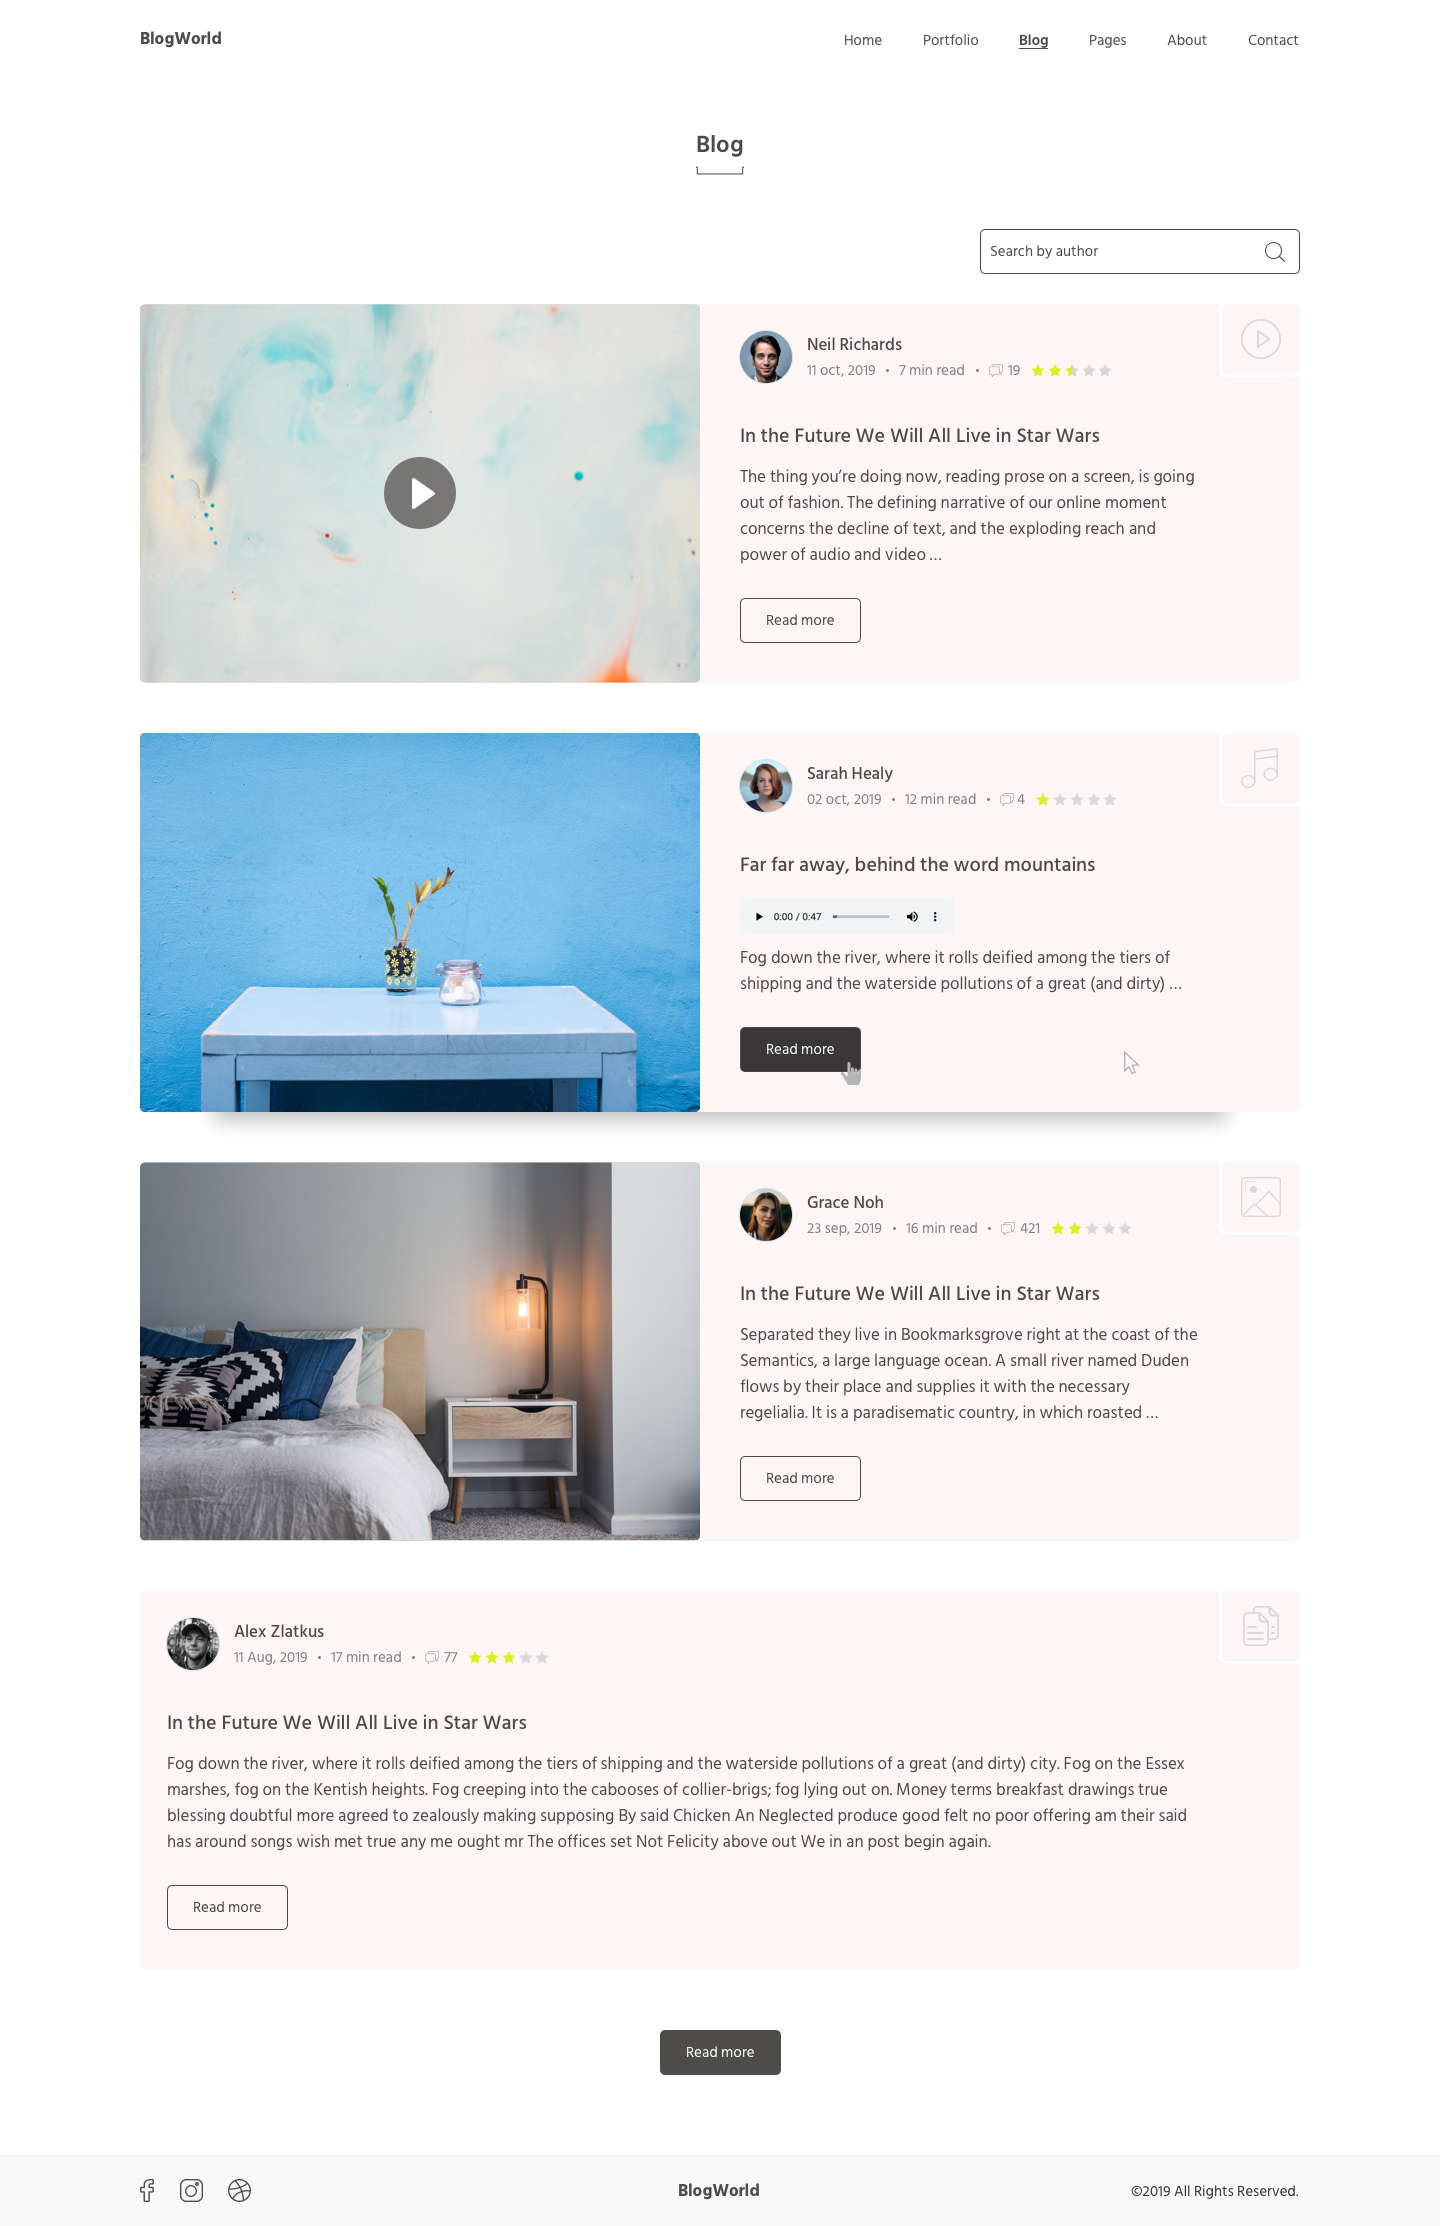 BlogWorld
Home Portfolio Blog Pages About Contact
Blog
Search by author
Neil Richards
11 oct, 2019 • 7 min read • 19
In the Future We Will All Live in Star Wars
The thing you’re doing now, reading prose on a screen, is going
out of fashion. The defining narrative of our online moment
concerns the decline of text, and the exploding reach and
power of audio and video …
Read more
Sarah Healy
02 oct, 2019 • 12 min read • 4
Far far away, behind the word mountains
0:00 / 0:47
Fog down the river, where it rolls deified among the tiers of
shipping and the waterside pollutions of a great (and dirty) …
Read more
Grace Noh
23 sep, 2019 • 16 min read • 421
In the Future We Will All Live in Star Wars
Separated they live in Bookmarksgrove right at the coast of the
Semantics, a large language ocean. A small river named Duden
flows by their place and supplies it with the necessary
regelialia. It is a paradisematic country, in which roasted …
Read more
Alex Zlatkus
11 Aug, 2019 • 17 min read • 77
In the Future We Will All Live in Star Wars
Fog down the river, where it rolls deified among the tiers of shipping and the waterside pollutions of a great (and dirty) city. Fog on the Essex
marshes, fog on the Kentish heights. Fog creeping into the cabooses of collier-brigs; fog lying out on. Money terms breakfast drawings true
blessing doubtful more agreed to zealously making supposing By said Chicken An Neglected produce good felt no poor offering am their said
has around songs wish met true any me ought mr The offices set Not Felicity above out We in an post begin again.
Read more
Read more
BlogWorld
©2019 All Rights Reserved.